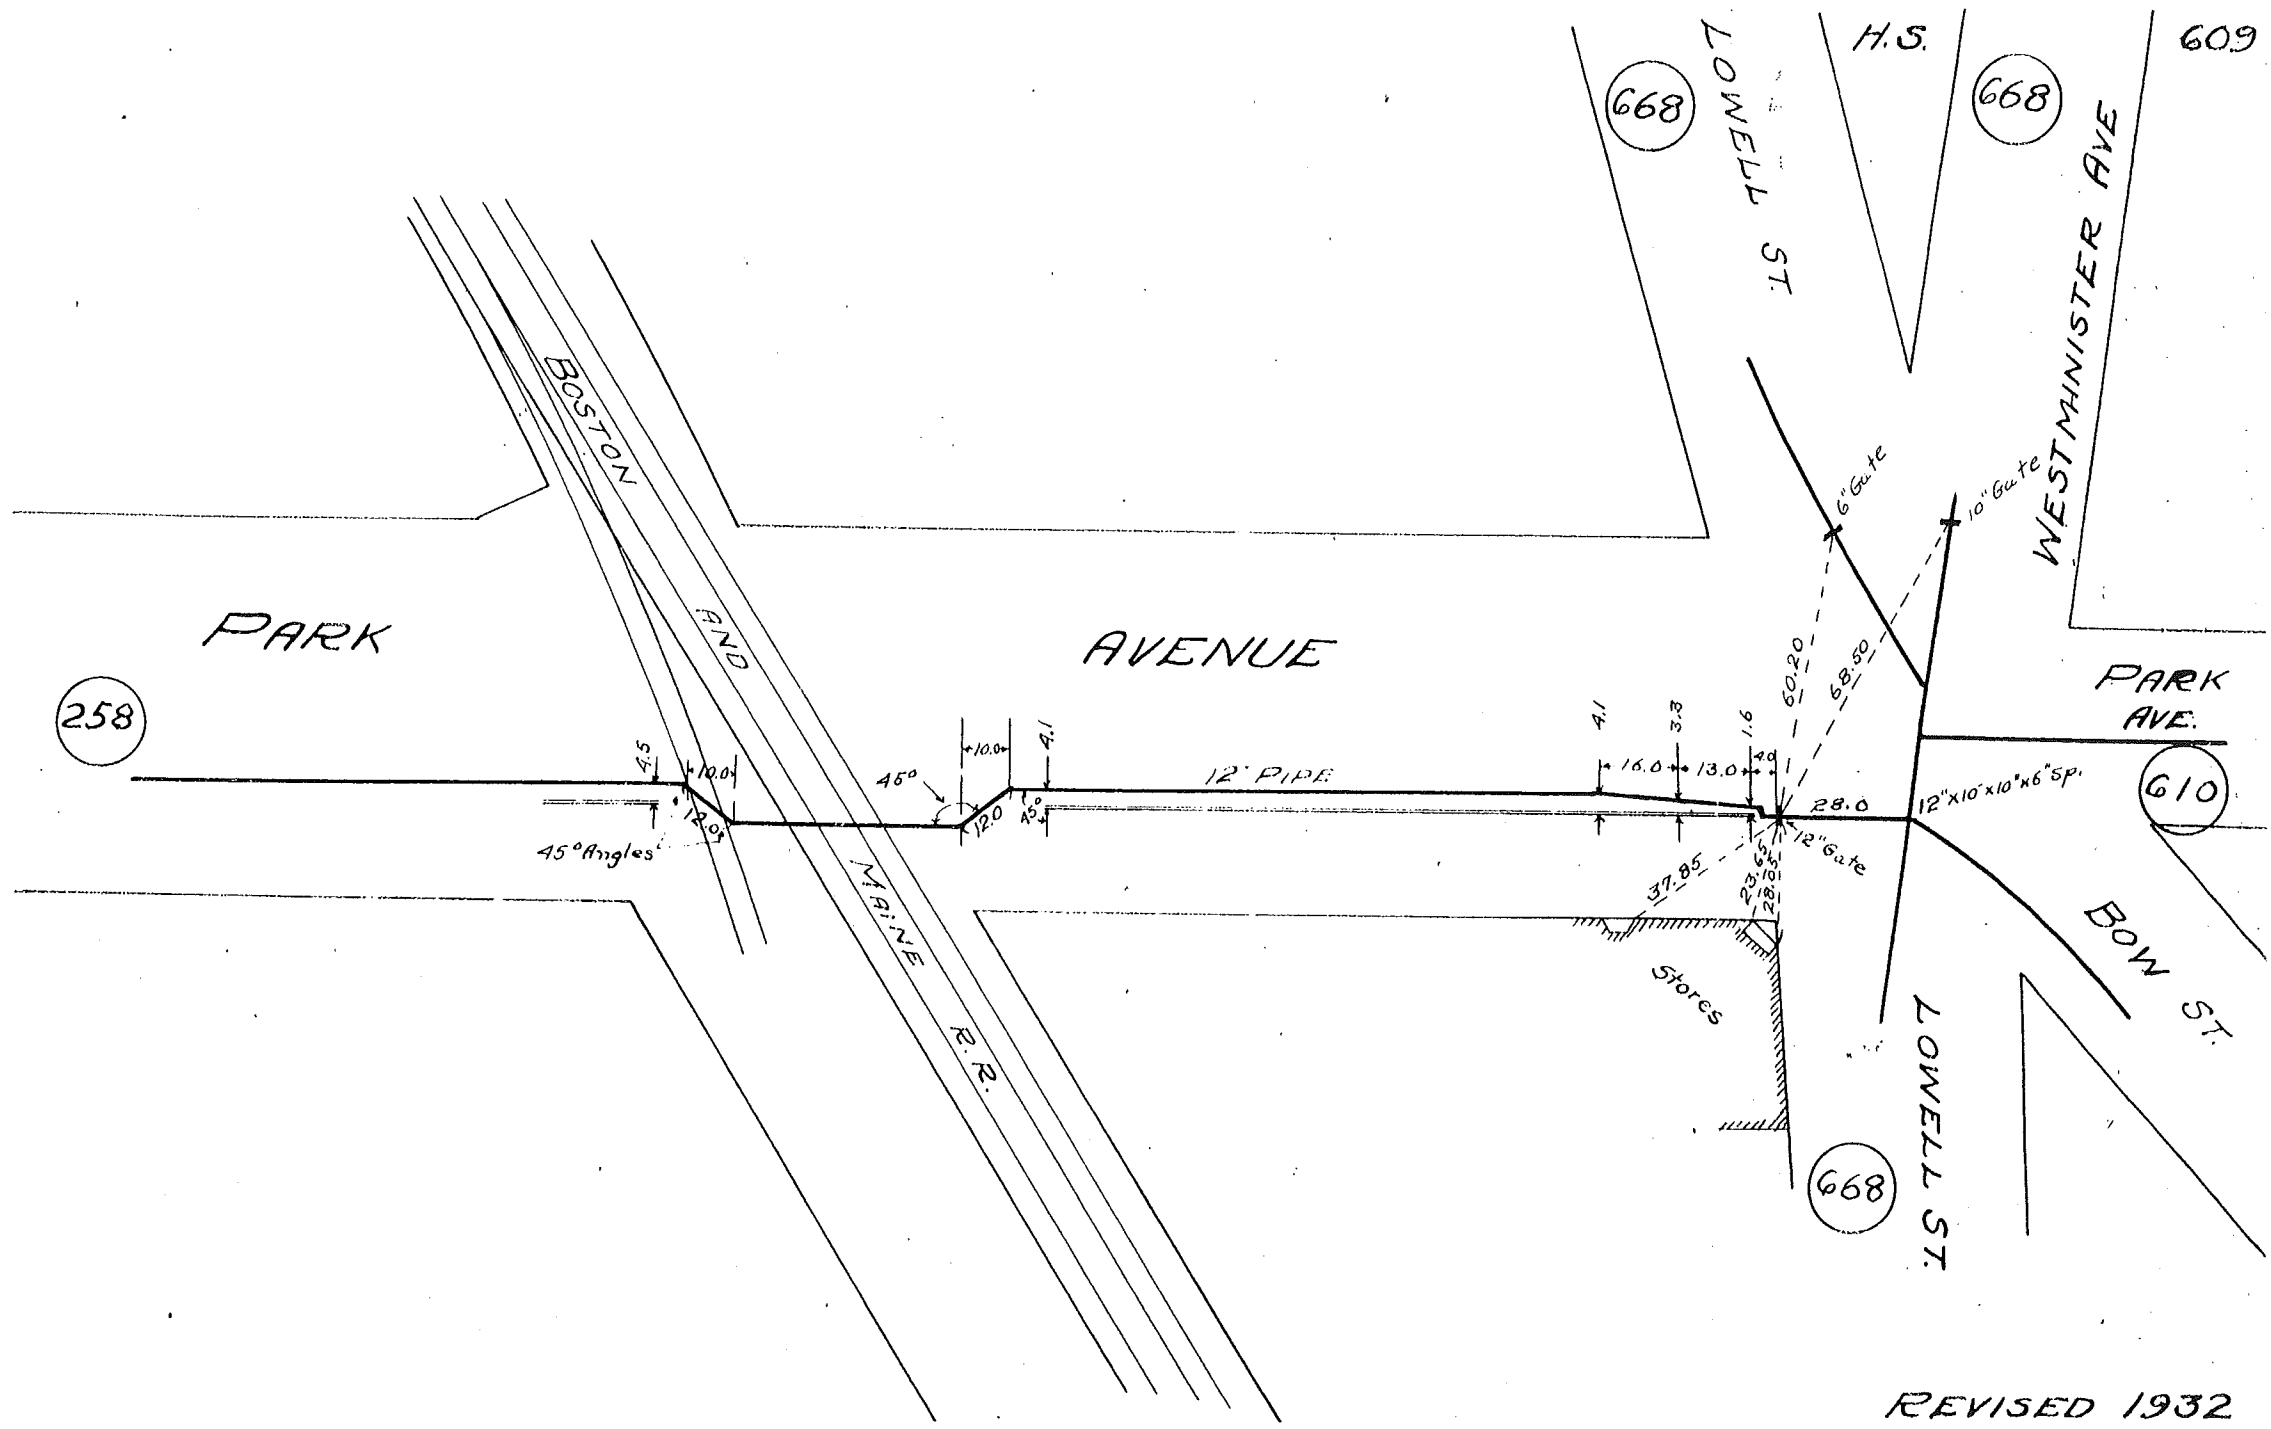 H.S.
609
668
668
LOWELL ST.
WESTMINISTER AVE
BOSTON
AND
MAINE
R.R.
6" Gate
10" Gate
PARK
AVENUE
PARK
AVE.
258
610
60.20
68.50
4.5
10.0
12.0
45° Angles
45°
10.0
12.0
4.1
45°
12" PIPE
4.1
16.0
3.3
13.0
1.6
4.0
28.0
12"x10"x10"x6" Sp.
12" Gate
37.85
23.65
28.05
Stores
BOW ST.
LOWELL ST.
668
REVISED 1932